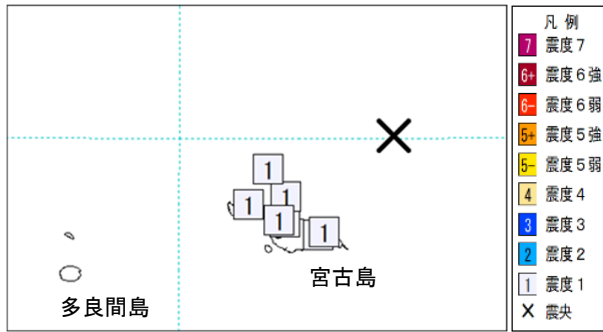 1
1
1
1
1
宮古島
多良間島
凡 例
7 震度7
6+ 震度6強
6- 震度6弱
5+ 震度5強
5- 震度5弱
4 震度4
3 震度3
2 震度2
1 震度1
× 震央